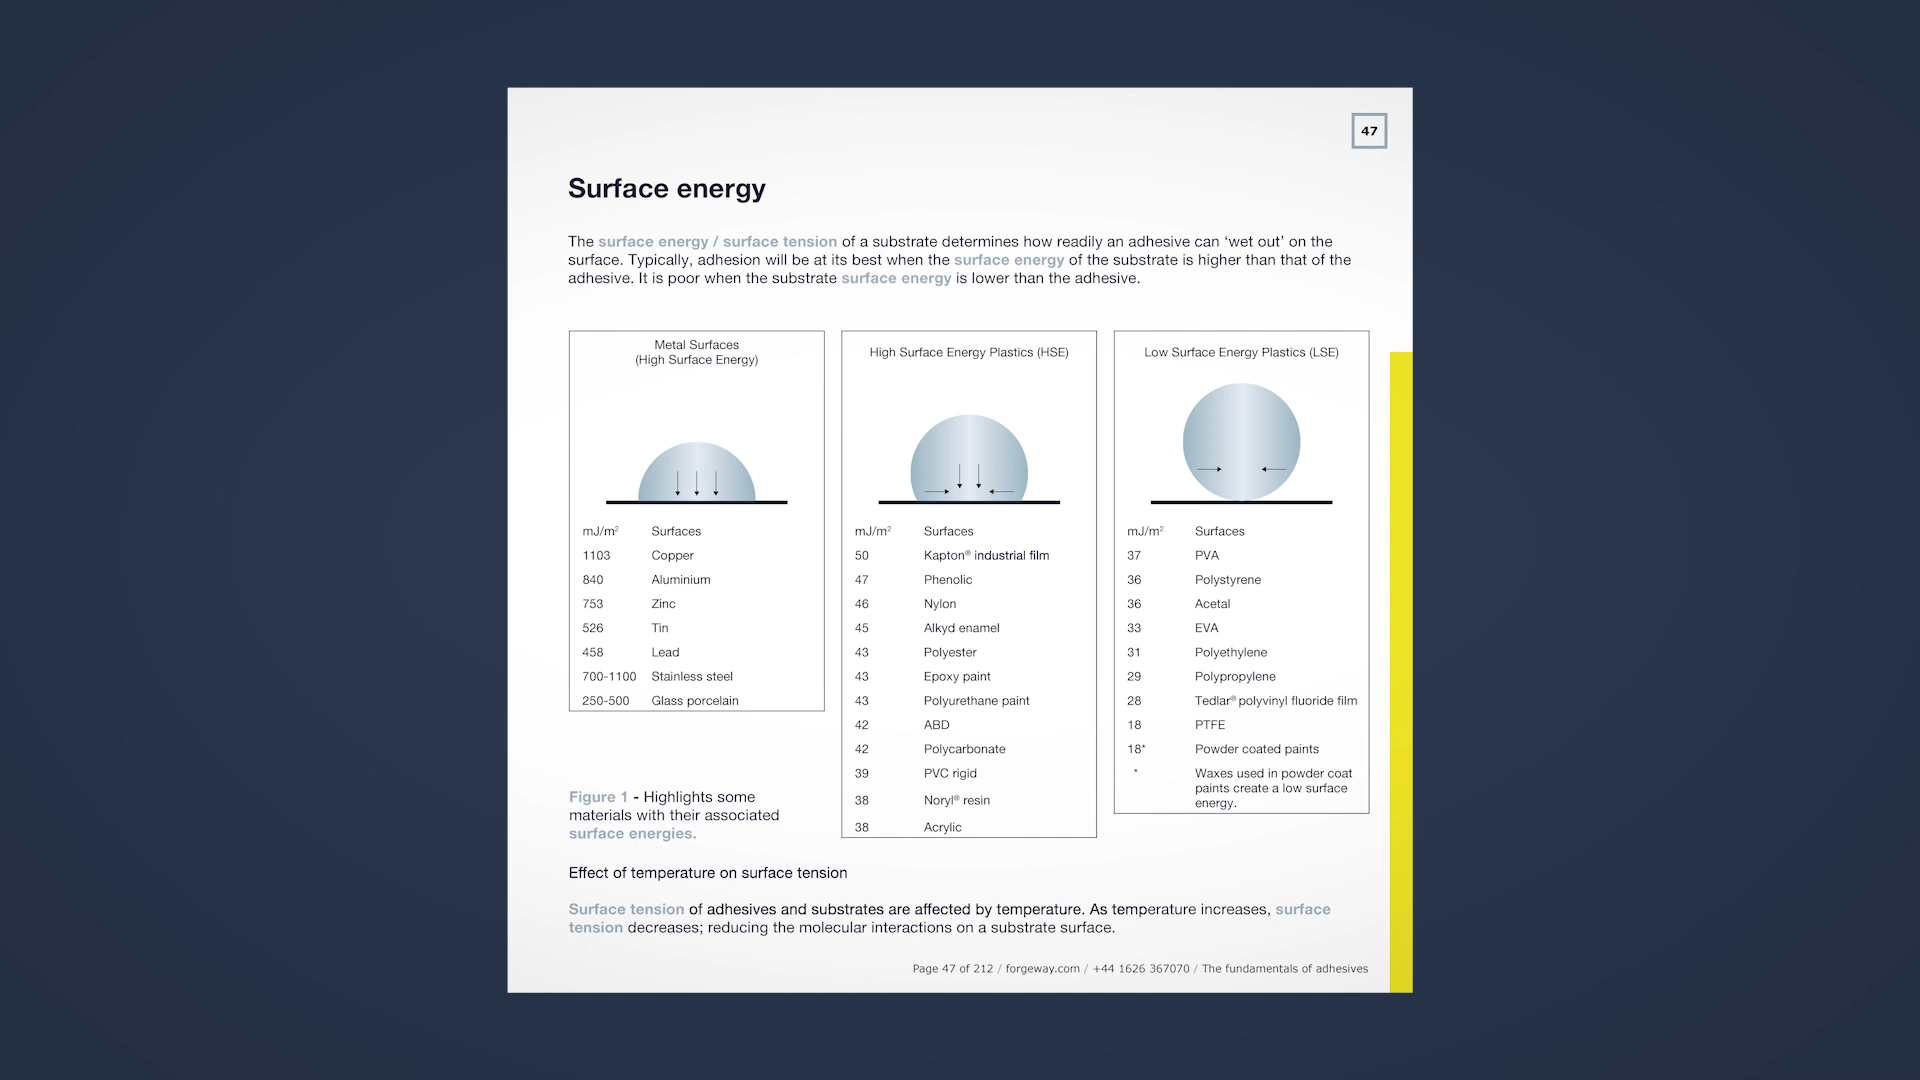 47
Surface energy
The surface energy / surface tension of a substrate determines how readily an adhesive can ‘wet out’ on the
surface. Typically, adhesion will be at its best when the surface energy of the substrate is higher than that of the
adhesive. It is poor when the substrate surface energy is lower than the adhesive.
Metal Surfaces
(High Surface Energy)
mJ/m² Surfaces
1103 Copper
840 Aluminium
753 Zinc
526 Tin
458 Lead
700-1100 Stainless steel
250-500 Glass porcelain
High Surface Energy Plastics (HSE)
mJ/m² Surfaces
50 Kapton® industrial film
47 Phenolic
46 Nylon
45 Alkyd enamel
43 Polyester
43 Epoxy paint
43 Polyurethane paint
42 ABD
42 Polycarbonate
39 PVC rigid
38 Noryl® resin
38 Acrylic
Low Surface Energy Plastics (LSE)
mJ/m² Surfaces
37 PVA
36 Polystyrene
36 Acetal
33 EVA
31 Polyethylene
29 Polypropylene
28 Tedlar® polyvinyl fluoride film
18 PTFE
18* Powder coated paints
* Waxes used in powder coat
paints create a low surface
energy.
Figure 1 - Highlights some
materials with their associated
surface energies.
Effect of temperature on surface tension
Surface tension of adhesives and substrates are affected by temperature. As temperature increases, surface
tension decreases; reducing the molecular interactions on a substrate surface.
Page 47 of 212 / forgeway.com / +44 1626 367070 / The fundamentals of adhesives